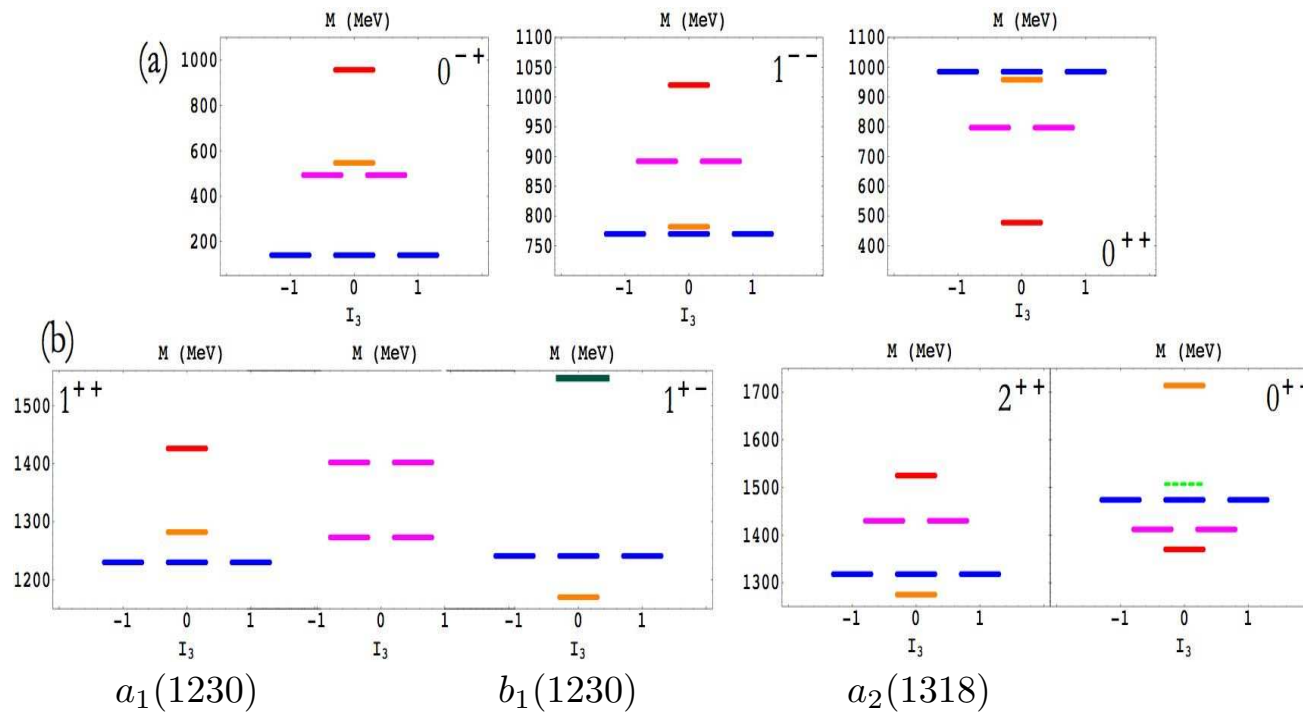 (a)
M (MeV)
0⁻⁺
1000
800
600
400
200
-1 0 1
I₃
M (MeV)
1⁻⁻
1100
1050
1000
950
900
850
800
750
-1 0 1
I₃
M (MeV)
1100
1000
900
800
700
600
500
400
0⁺⁺
-1 0 1
I₃
(b)
M (MeV) M (MeV) M (MeV)
1⁺⁺ 1⁺⁻
1500
1400
1300
1200
-1 0 1 -1 0 1 -1 0 1
I₃ I₃ I₃
M (MeV) M (MeV)
2⁺⁺ 0⁺
1700
1600
1500
1400
1300
-1 0 1 -1 0 1
I₃ I₃
a₁(1230) b₁(1230) a₂(1318)